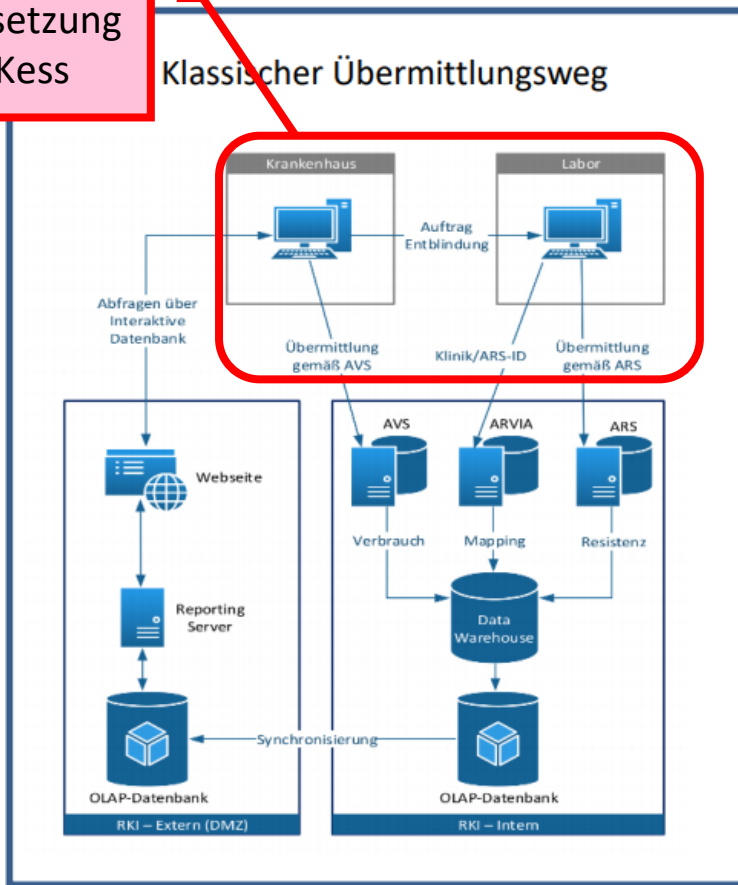 setzung
Kess
Klassischer Übermittlungsweg
Krankenhaus
Labor
Auftrag
Entblindung
Abfragen über
Interaktive
Datenbank
Übermittlung
gemäß AVS
Klinik/ARS-ID
Übermittlung
gemäß ARS
AVS
ARVIA
ARS
Webseite
Verbrauch
Mapping
Resistenz
Reporting
Server
Data
Warehouse
Synchronisierung
OLAP-Datenbank
OLAP-Datenbank
RKI – Extern (DMZ)
RKI – Intern